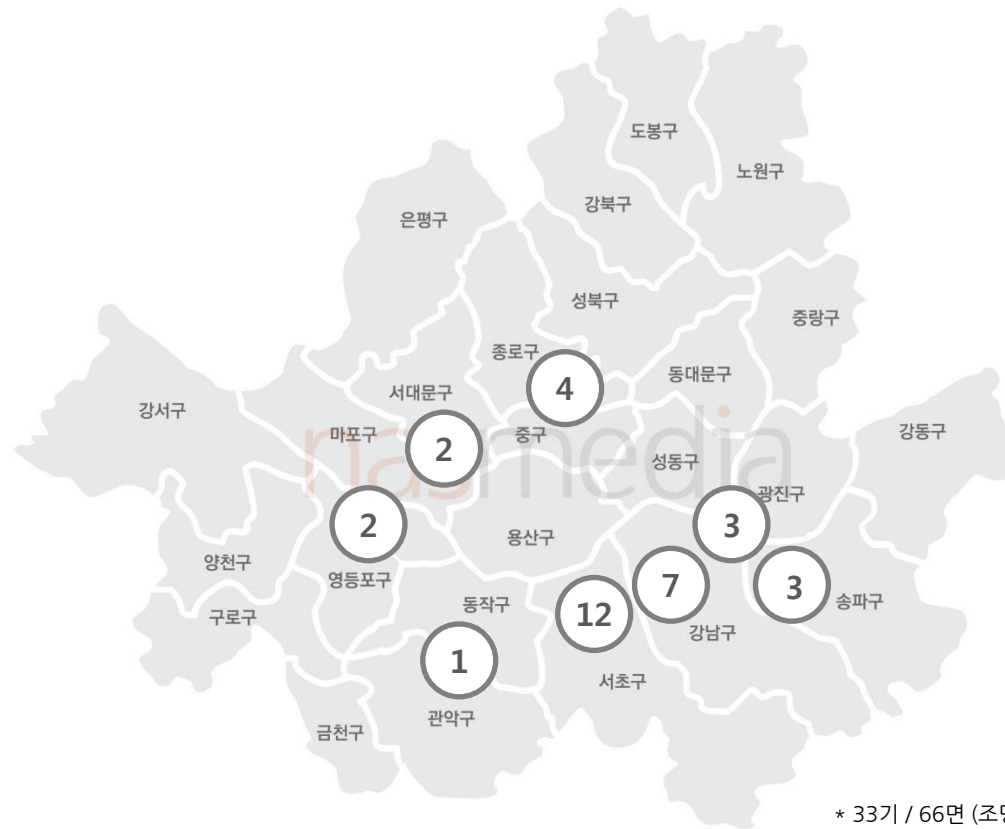 도봉구
노원구
강북구
은평구
성북구
중랑구
종로구
4
동대문구
서대문구
강서구
마포구
2
중구
강동구
성동구
nasmedia
광진구
2
3
용산구
양천구
영등포구
7
3
동작구
12
송파구
구로구
강남구
1
서초구
관악구
금천구
* 33기 / 66면